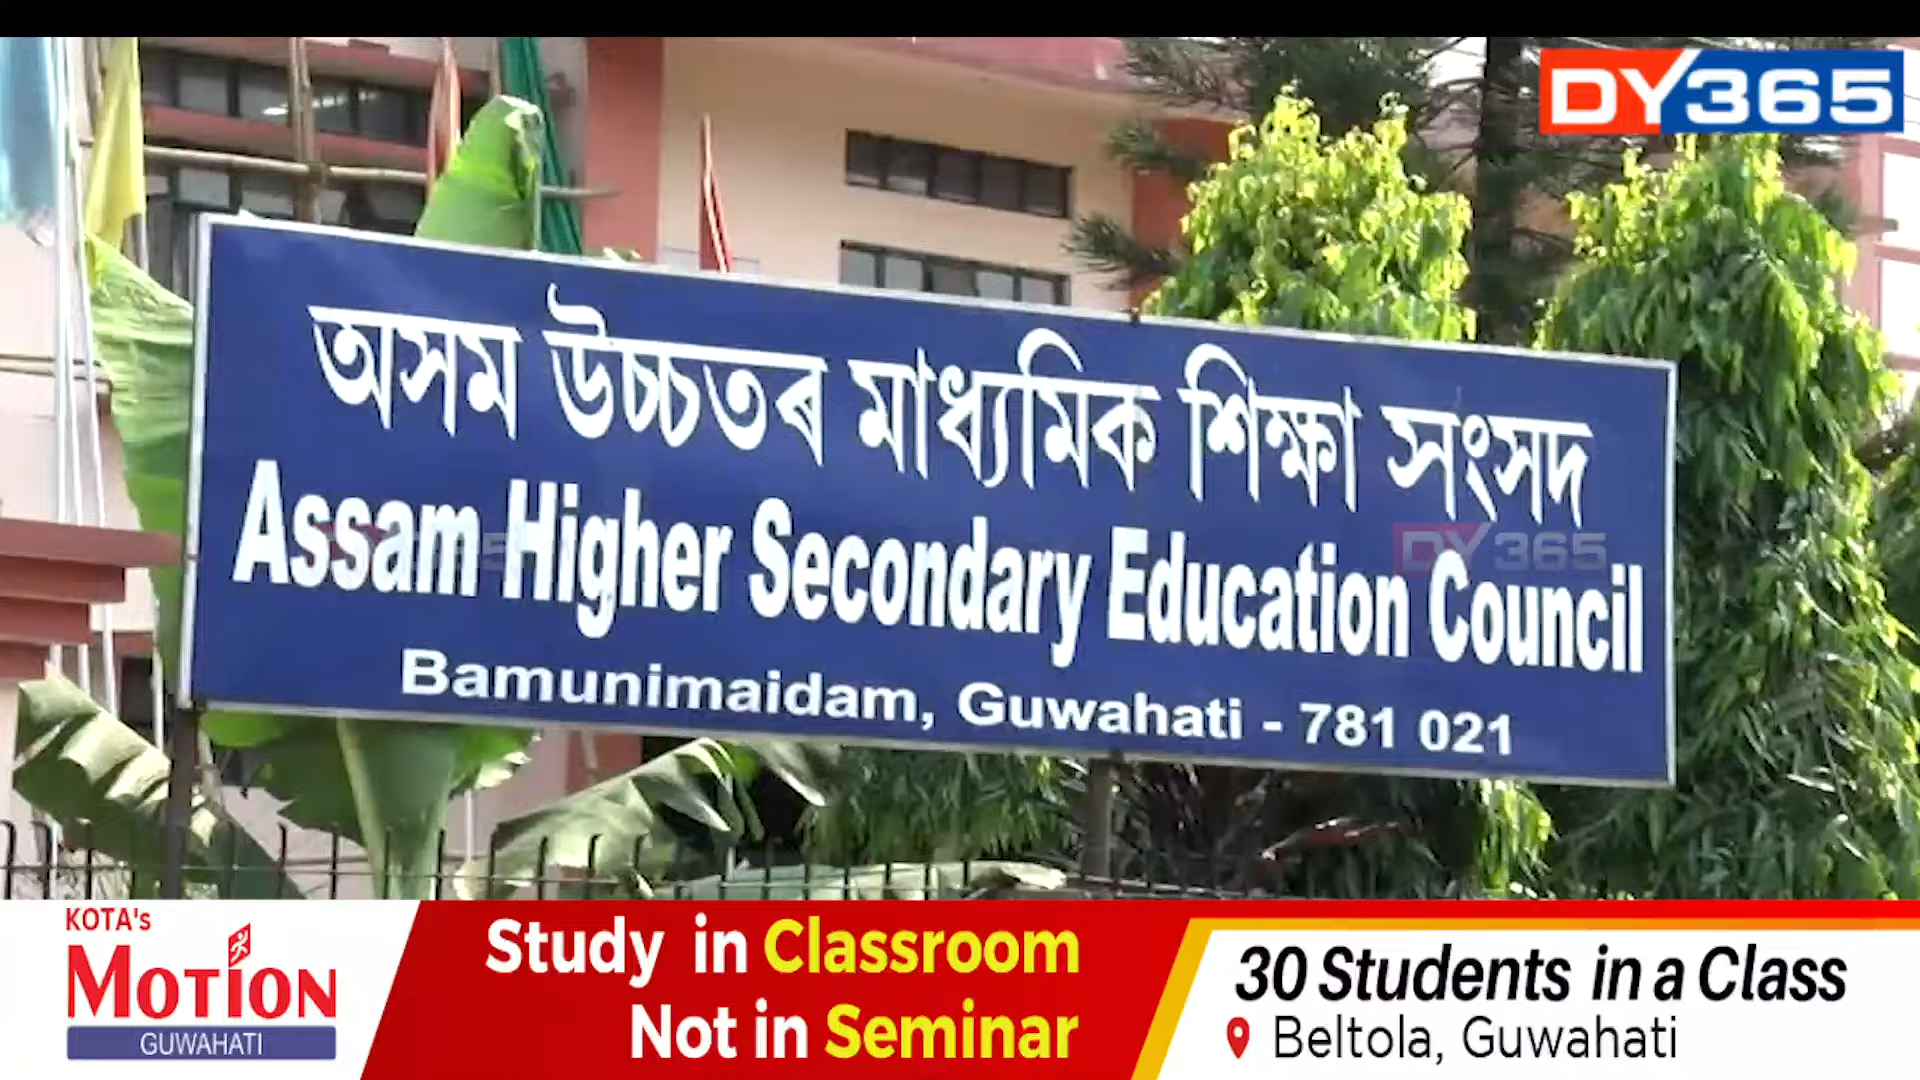 DY365
অসম উচ্চতৰ মাধ্যমিক শিক্ষা সংসদ
Assam Higher Secondary Education Council
DY365
Bamunimaidam, Guwahati - 781 021
KOTA's
MOTION
GUWAHATI
Study in Classroom
Not in Seminar
30 Students in a Class
Beltola, Guwahati